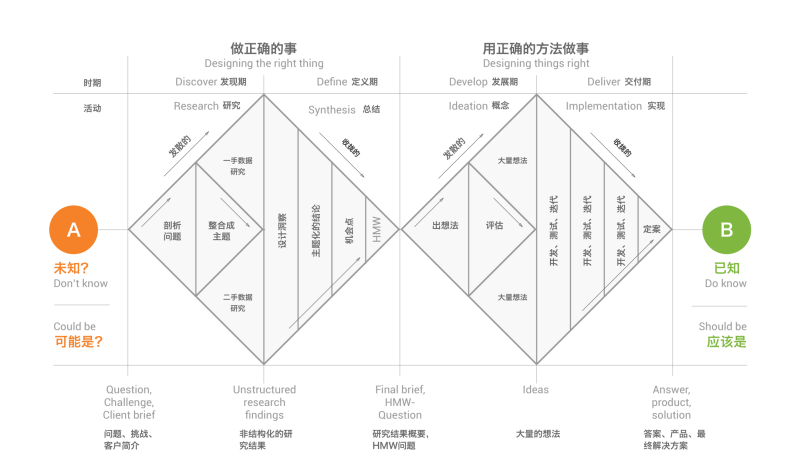 做正确的事
Designing the right thing
用正确的方法做事
Designing things right
时期
Discover 发现期
Define 定义期
Develop 发展期
Deliver 交付期
活动
Research 研究
Synthesis 总结
Ideation 概念
Implementation 实现
发散的
收拢的
发散的
收拢的
一手数据
研究
剖析
问题
整合成
主题
二手数据
研究
设计洞察
主题化的结论
机会点
HMW
大量想法
出想法
评估
大量想法
开发、测试、迭代
开发、测试、迭代
开发、测试、迭代
定案
A
未知?
Don't know
Could be
可能是?
B
已知
Do know
Should be
应该是
Question,
Challenge,
Client brief
问题、挑战、
客户简介
Unstructured
research
findings
非结构化的研
究结果
Final brief,
HMW-
Question
研究结果概要,
HMW问题
Ideas
大量的想法
Answer,
product,
solution
答案、产品、最
终解决方案